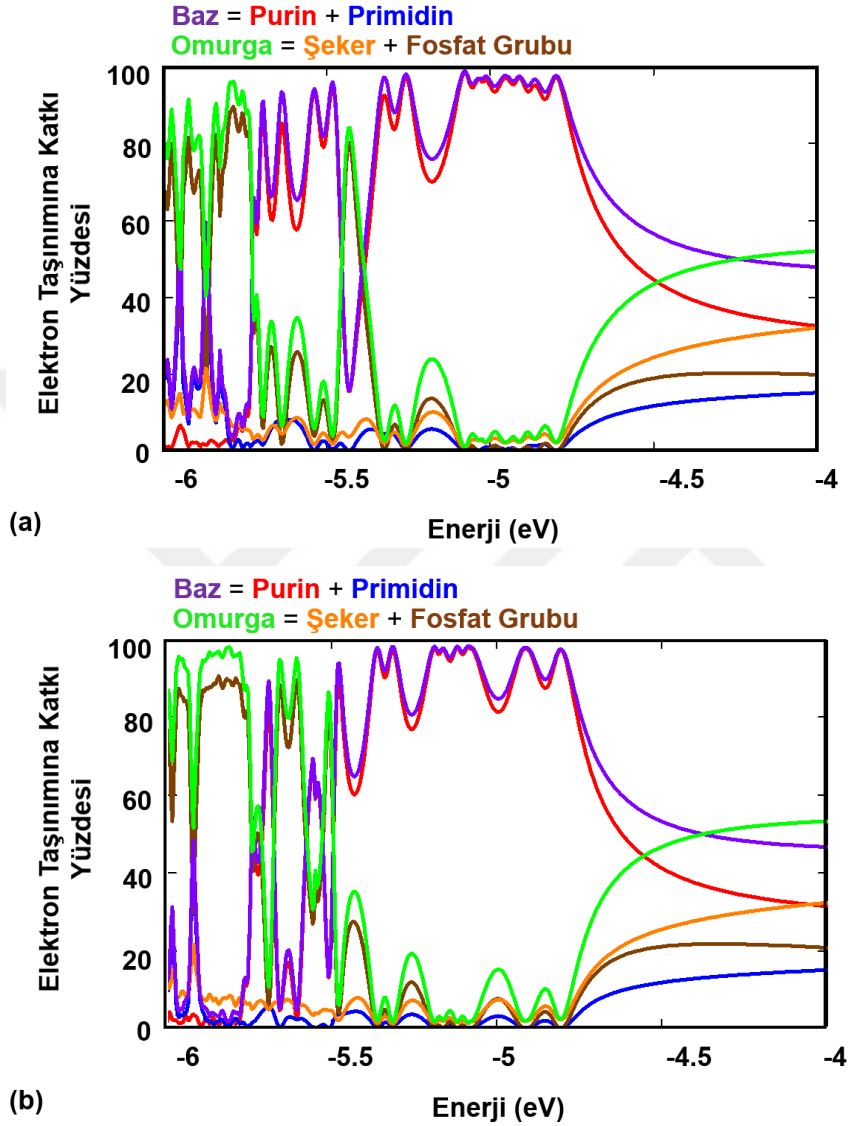 Baz = Purin + Primidin
Omurga = Şeker + Fosfat Grubu
100
80
60
40
20
0
Elektron Taşınımına Katkı
Yüzdesi
-6 -5.5 -5 -4.5 -4
Enerji (eV)
(a)
Baz = Purin + Primidin
Omurga = Şeker + Fosfat Grubu
100
80
60
40
20
0
Elektron Taşınımına Katkı
Yüzdesi
-6 -5.5 -5 -4.5 -4
Enerji (eV)
(b)